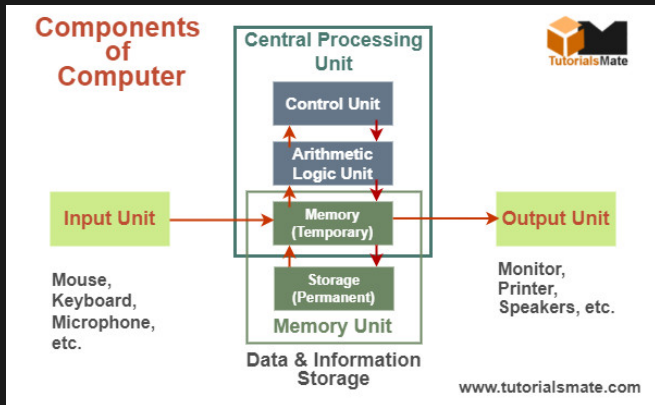 Components
of
Computer
Central Processing
Unit
TutorialsMate
Control Unit
Arithmetic
Logic Unit
Input Unit
Memory
(Temporary)
Output Unit
Mouse,
Keyboard,
Microphone,
etc.
Storage
(Permanent)
Monitor,
Printer,
Speakers, etc.
Memory Unit
Data & Information
Storage
www.tutorialsmate.com